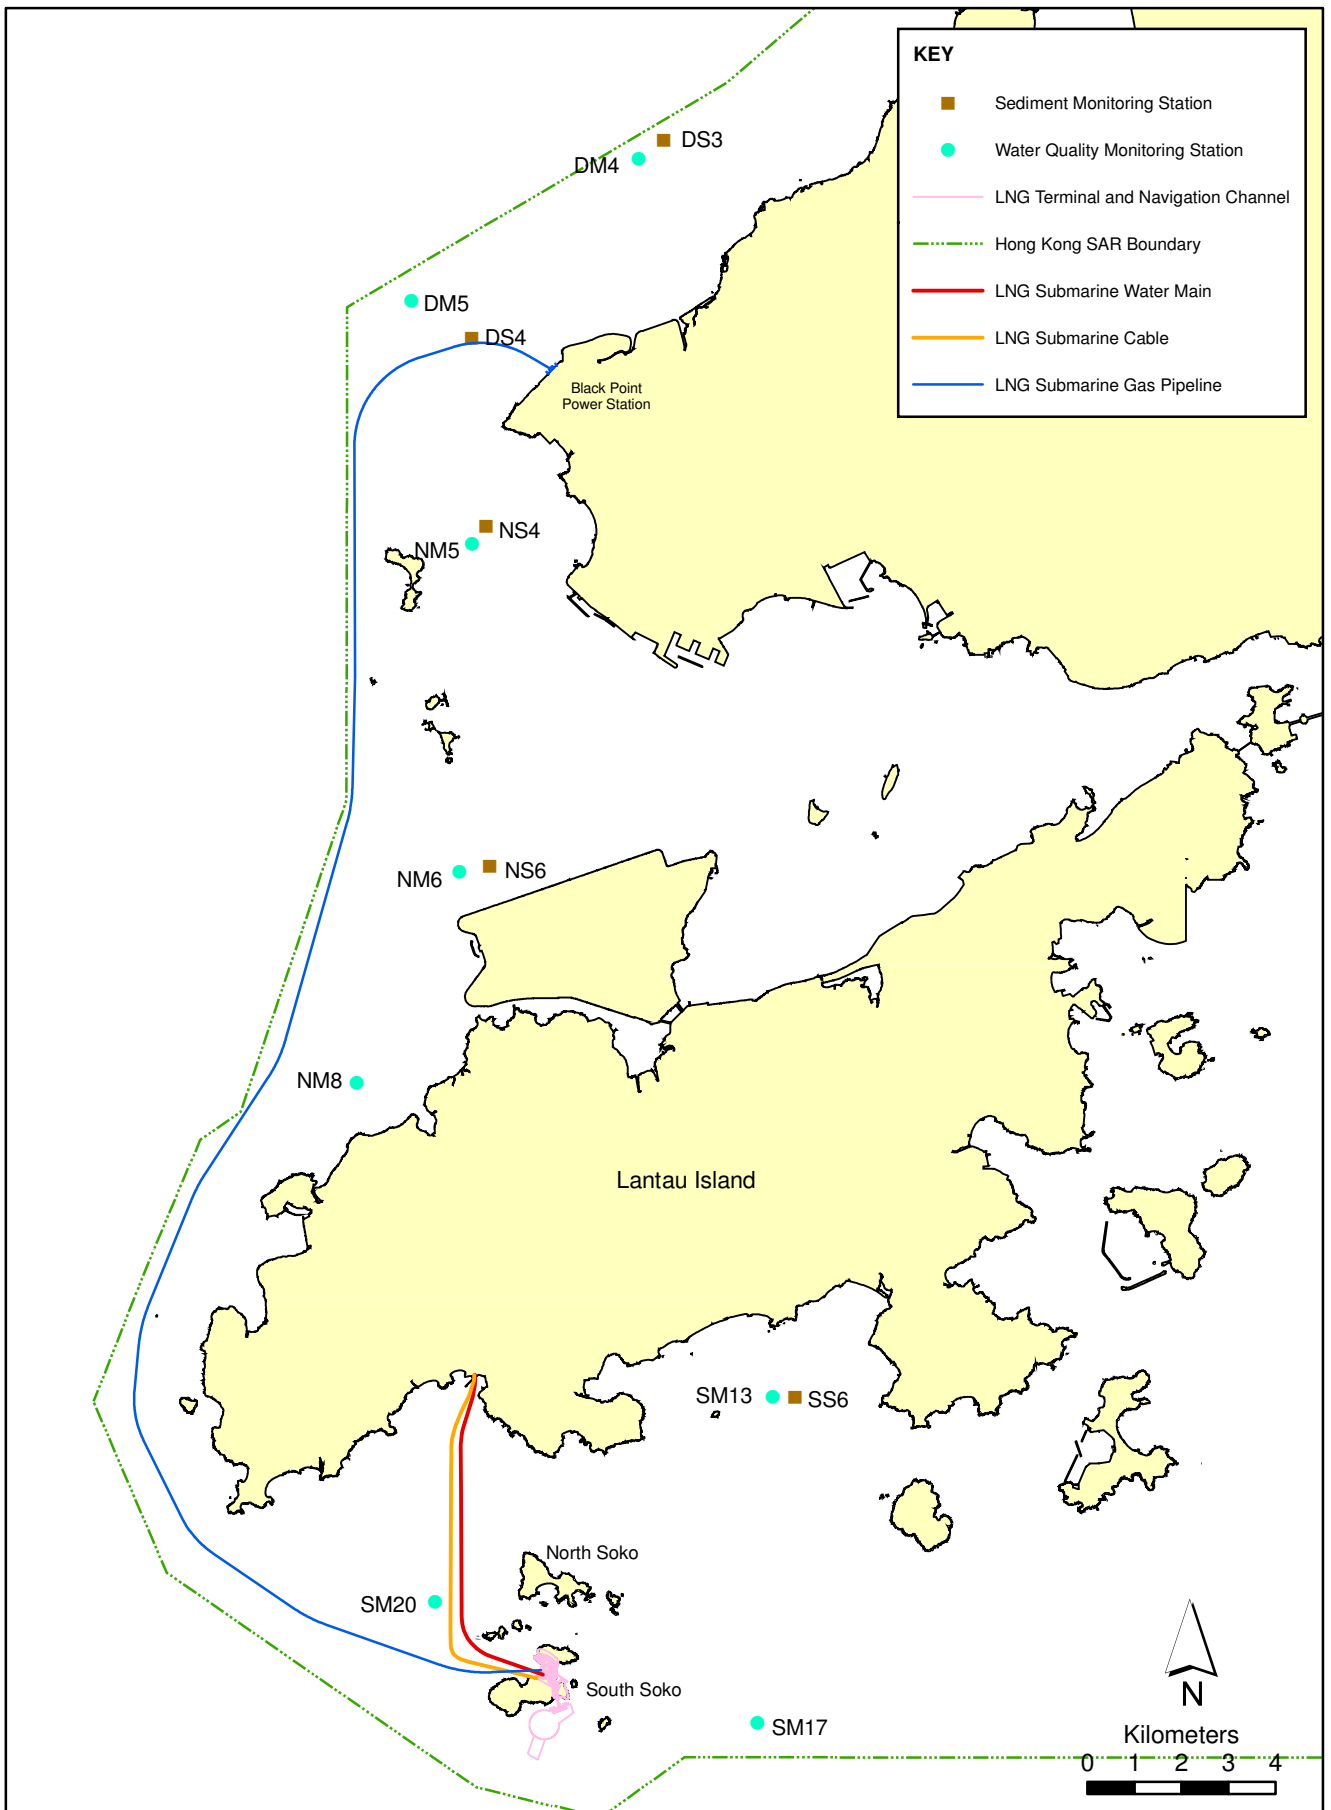 KEY
Sediment Monitoring Station
Water Quality Monitoring Station
LNG Terminal and Navigation Channel
Hong Kong SAR Boundary
LNG Submarine Water Main
LNG Submarine Cable
LNG Submarine Gas Pipeline
DS3
DM4
DM5
DS4
Black Point
Power Station
NS4
NM5
NS6
NM6
NM8
Lantau Island
SM13
SS6
North Soko
SM20
South Soko
SM17
N
Kilometers
0 1 2 3 4